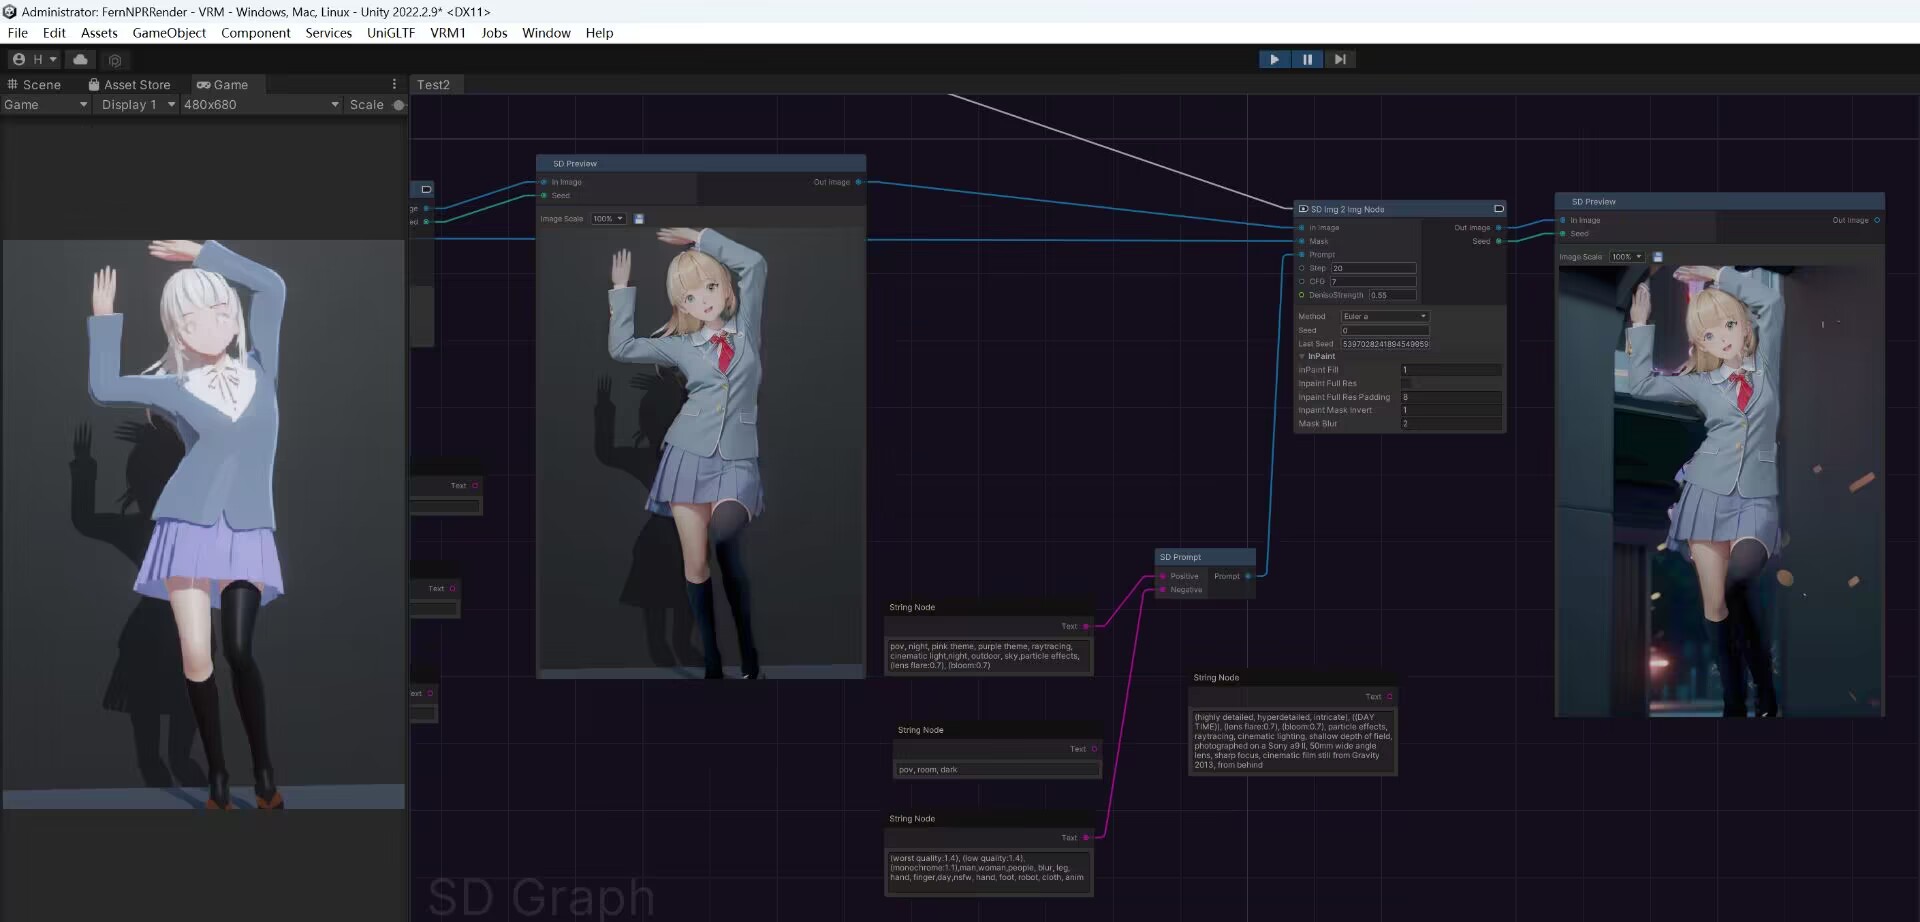 Administrator: FernNPRRender - VRM - Windows, Mac, Linux - Unity 2022.2.9* <DX11>
File Edit Assets GameObject Component Services UniGLTF VRM1 Jobs Window Help
H
Scene Asset Store Game Test2
Game Display 1 480x680 Scale
SD Preview
In Image Out Image
Seed
Image Scale 100%
Text
Text
SD Img 2 Img Node
In Image Out Image
Mask Seed
Prompt
Step 20
CFG 7
DenisoStrength 0.55
Method Euler a
Seed 0
Last Seed 5397028241894549959
InPaint
inPaint Fill 1
Inpaint Full Res
Inpaint Full Res Padding 8
Inpaint Mask Invert 1
Mask Blur 2
SD Preview
In Image Out Image
Seed
Image Scale 100%
SD Prompt
Positive Prompt
Negative
String Node
Text
pov, night, pink theme, purple theme, raytracing,
cinematic light,night, outdoor, sky,particle effects,
(lens flare:0.7), (bloom:0.7)
String Node
Text
(highly detailed, hyperdetailed, intricate), ((DAY
TIME)), (lens flare:0.7), (bloom:0.7), particle effects,
raytracing, cinematic lighting, shallow depth of field,
photographed on a Sony a9 II, 50mm wide angle
lens, sharp focus, cinematic film still from Gravity
2013, from behind
String Node
Text
pov, room, dark
String Node
Text
(worst quality:1.4), (low quality:1.4),
(monochrome:1.1),man,woman,people, blur, leg,
hand, finger,day,nsfw, hand, foot, robot, cloth, anim
SD Graph